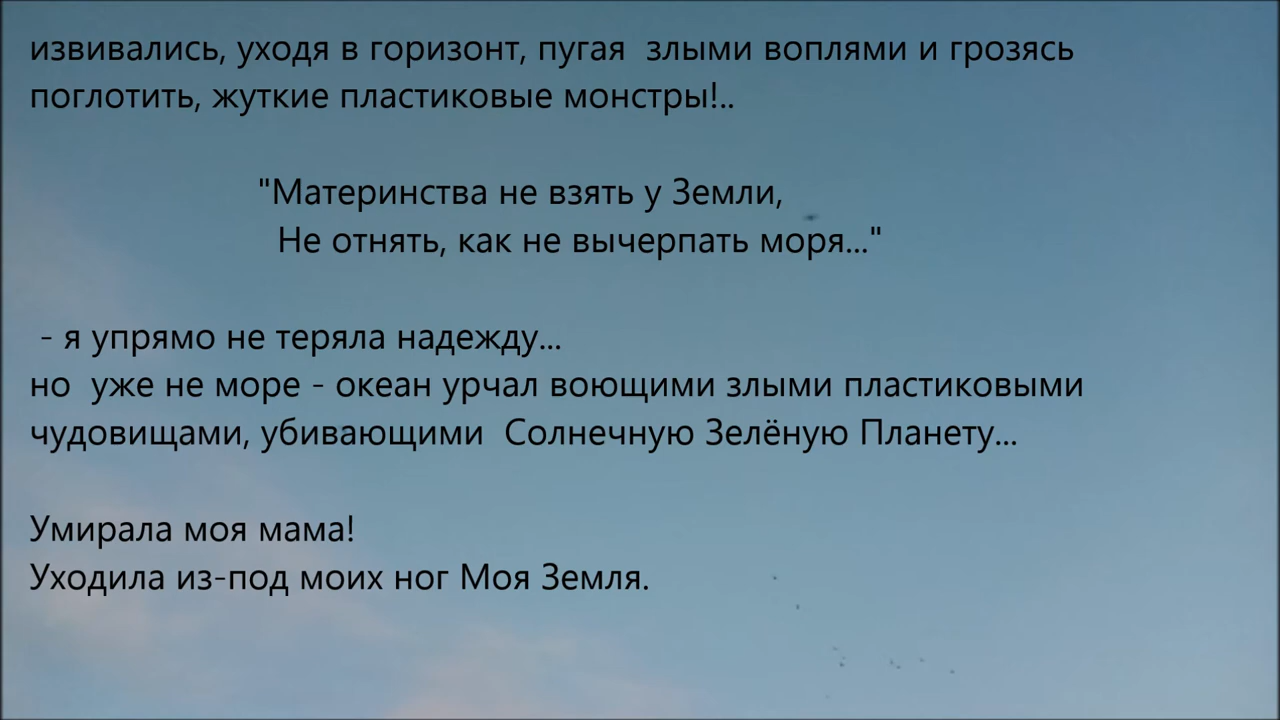 извивались, уходя в горизонт, пугая  злыми воплями и грозясь
поглотить, жуткие пластиковые монстры!..
"Материнства не взять у Земли,
Не отнять, как не вычерпать моря..."
- я упрямо не теряла надежду...
но  уже не море - океан урчал воющими злыми пластиковыми
чудовищами, убивающими  Солнечную Зелёную Планету...
Умирала моя мама!
Уходила из-под моих ног Моя Земля.